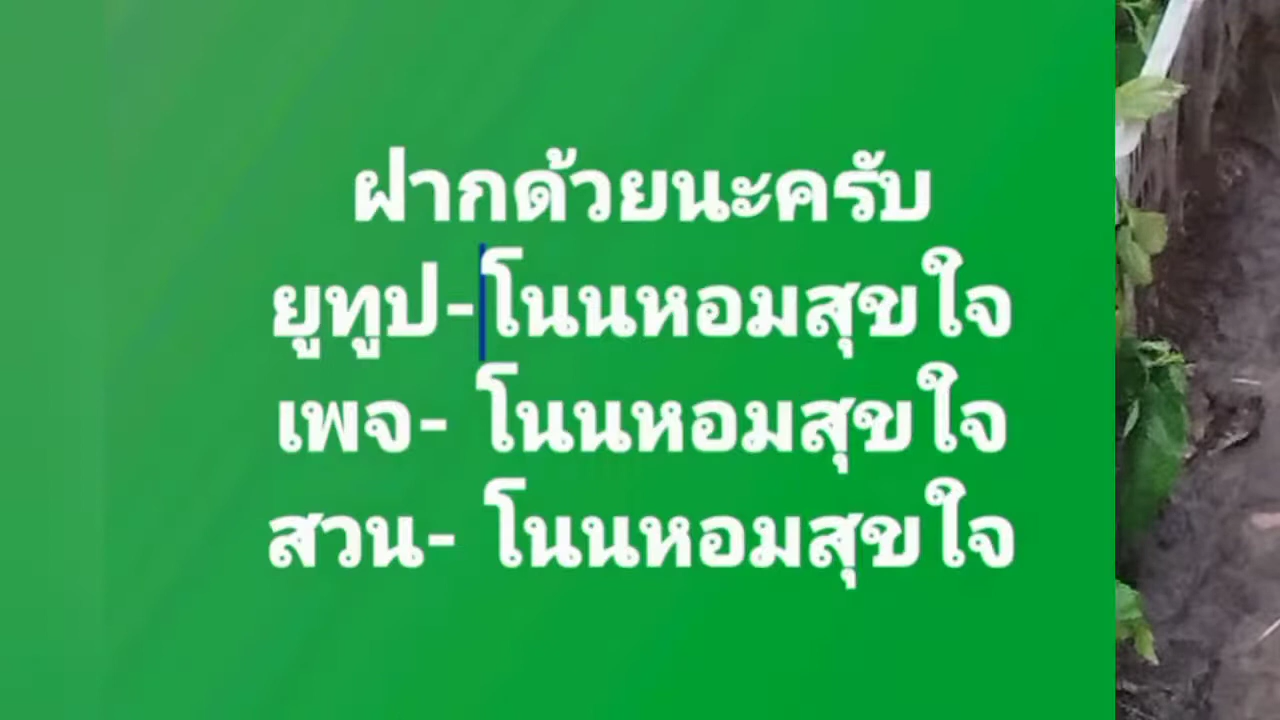 ฝากด้วยนะครับ
ยูทูป-โนนหอมสุขใจ
เพจ- โนนหอมสุขใจ
สวน- โนนหอมสุขใจ